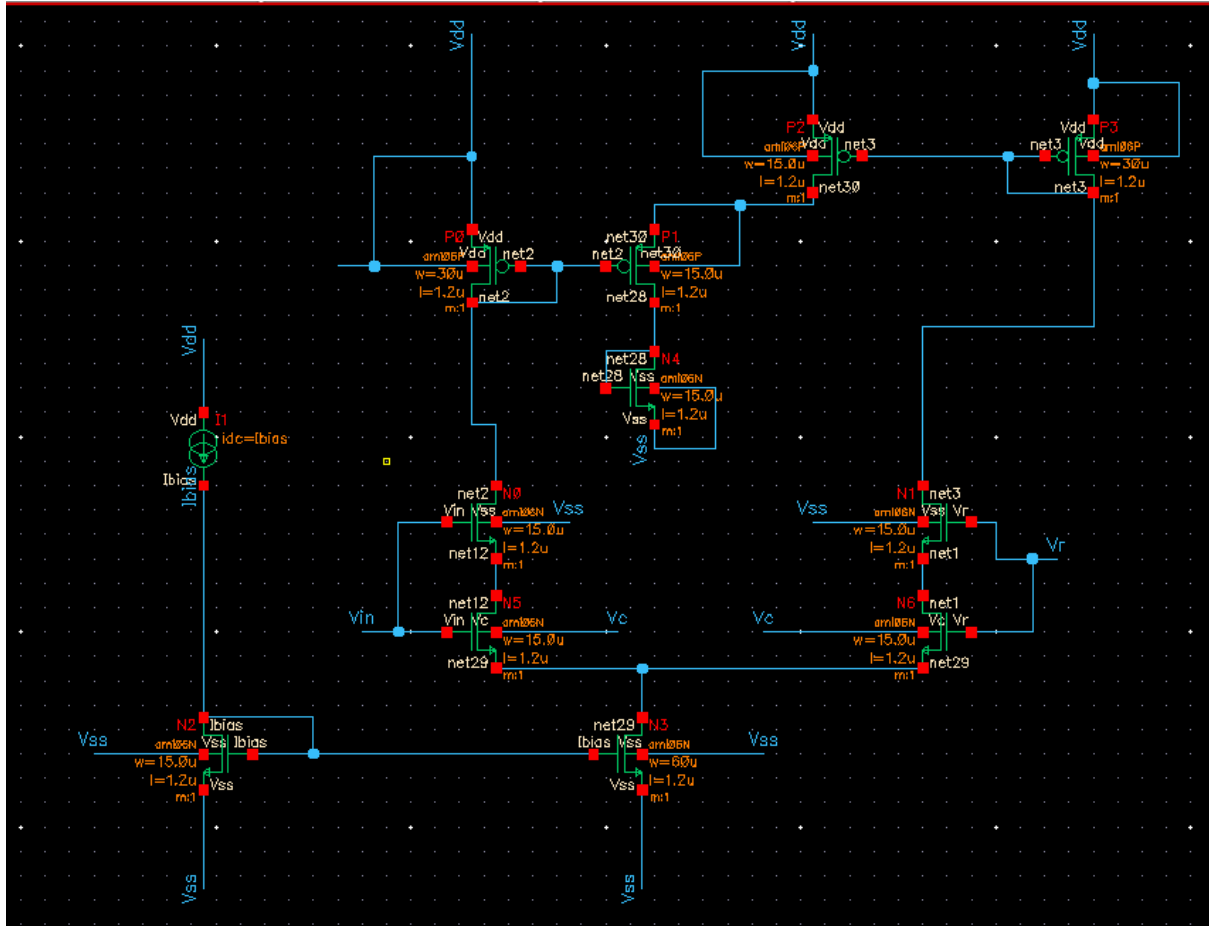 Vdd
Vdd
Vdd
P2
Vdd
ami06P
Vdd
net3
w=15.0u
l=1.2u
net30
m:1
Vdd
P3
Vdd
ami06P
w=30u
net3
l=1.2u
m:1
P0
Vdd
Vdd
net2
ami06P
w=30u
l=1.2u
net2
m:1
net30
P1
net2
net30
ami06P
w=15.0u
l=1.2u
net28
m:1
net28
N4
net28
Vss
ami06N
w=15.0u
l=1.2u
Vss
m:1
Vss
Vdd
Vdd
I1
idc=Ibias
Ibias
Ibias
net2
N0
Vin
Vss
ami06N
Vss
w=15.0u
l=1.2u
net12
m:1
N1
net3
Vss
ami06N
Vss
Vr
w=15.0u
l=1.2u
net1
m:1
Vr
net12
N5
Vin
Vin
Vc
ami06N
Vc
w=15.0u
l=1.2u
net29
m:1
N6
net1
Vc
ami06N
Vc
Vr
w=15.0u
l=1.2u
net29
m:1
N2
Ibias
Vss
ami06N
Vss
Ibias
w=15.0u
l=1.2u
Vss
m:1
Vss
net29
N3
Ibias
Vss
ami06N
Vss
w=60u
l=1.2u
Vss
m:1
Vss